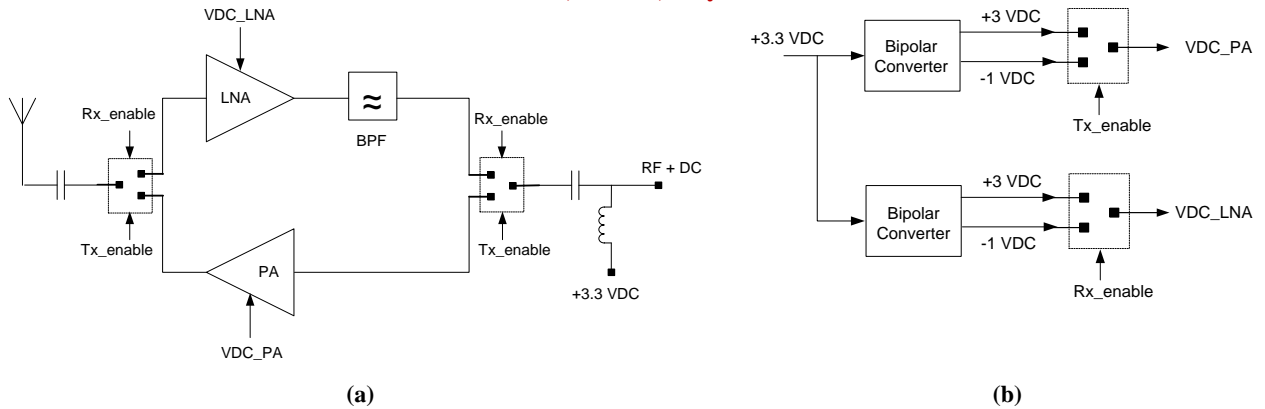 VDC_LNA
LNA
≈
BPF
Rx_enable
Rx_enable
RF + DC
Tx_enable
Tx_enable
PA
+3.3 VDC
VDC_PA
(a)
+3.3 VDC
Bipolar
Converter
+3 VDC
-1 VDC
VDC_PA
Tx_enable
Bipolar
Converter
+3 VDC
-1 VDC
VDC_LNA
Rx_enable
(b)